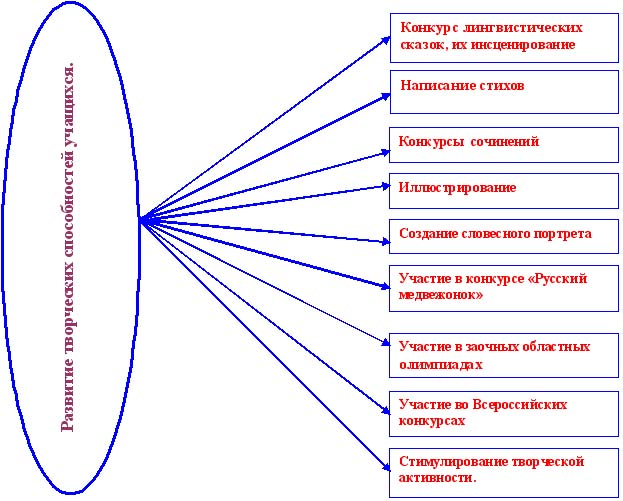 Развитие творческих способностей учащихся.
Конкурс лингвистических
сказок, их инсценирование
Написание стихов
Конкурсы сочинений
Иллюстрирование
Создание словесного портрета
Участие в конкурсе «Русский
медвежонок»
Участие в заочных областных
олимпиадах
Участие во Всероссийских
конкурсах
Стимулирование творческой
активности.